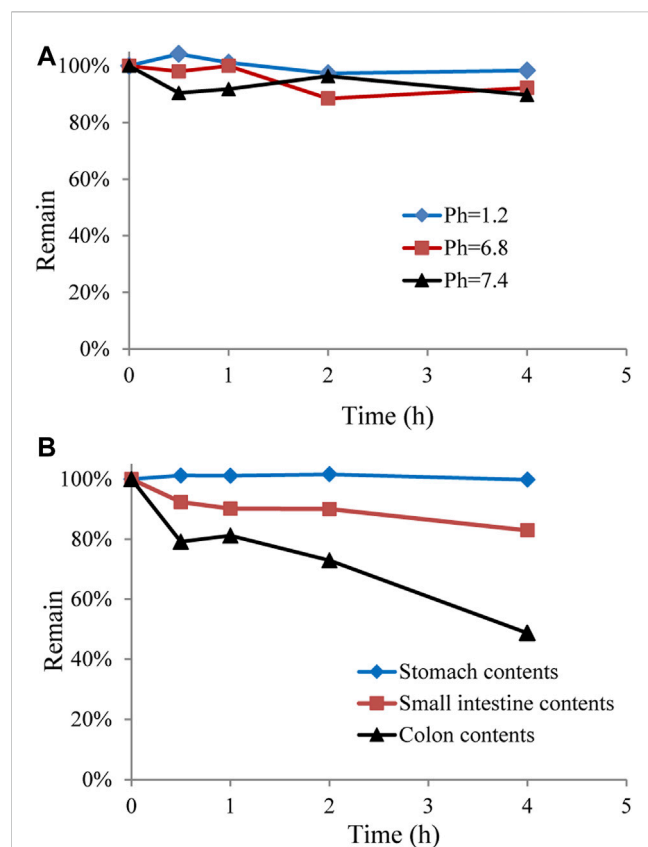 A
100%
80%
60%
40%
20%
0%
Remain
Ph=1.2
Ph=6.8
Ph=7.4
0 1 2 3 4 5
Time (h)
B
100%
80%
60%
40%
20%
0%
Remain
Stomach contents
Small intestine contents
Colon contents
0 1 2 3 4 5
Time (h)